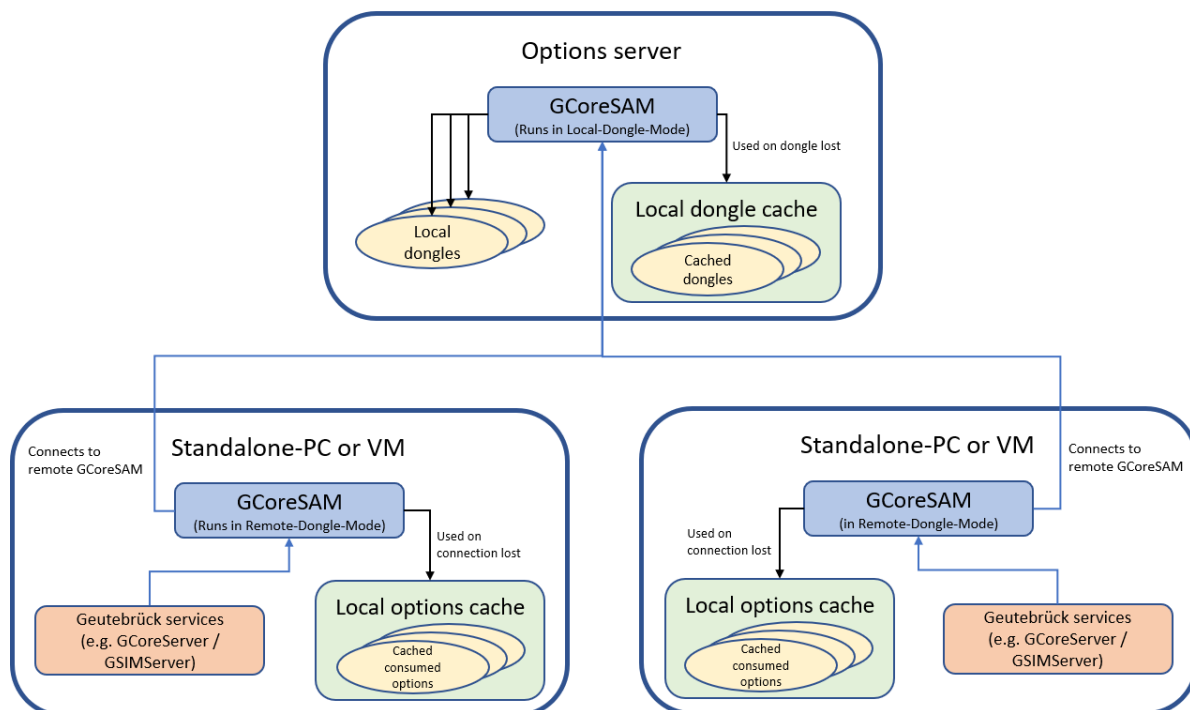 Options server
GCoreSAM
(Runs in Local-Dongle-Mode)
Used on dongle lost
Local
dongles
Local dongle cache
Cached
dongles
Standalone-PC or VM
Connects to
remote GCoreSAM
GCoreSAM
(Runs in Remote-Dongle-Mode)
Used on
connection lost
Geutebrück services
(e.g. GCoreServer /
GSIMServer)
Local options cache
Cached
consumed
options
Standalone-PC or VM
Connects to
remote GCoreSAM
GCoreSAM
(in Remote-Dongle-Mode)
Used on
connection lost
Local options cache
Cached
consumed
options
Geutebrück services
(e.g. GCoreServer /
GSIMServer)